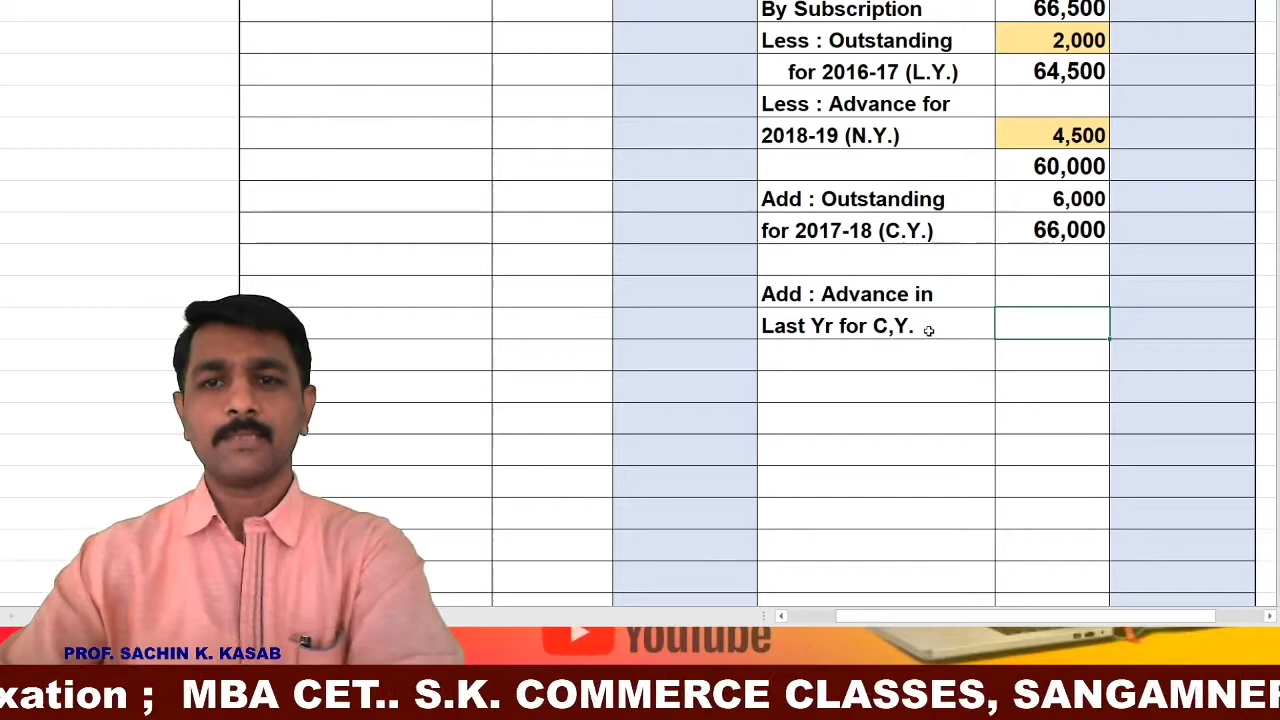 By Subscription 66,500
Less : Outstanding 2,000
for 2016-17 (L.Y.) 64,500
Less : Advance for
2018-19 (N.Y.) 4,500
60,000
Add : Outstanding 6,000
for 2017-18 (C.Y.) 66,000
Add : Advance in
Last Yr for C,Y.
YouTube
PROF. SACHIN K. KASAB
xation ; MBA CET.. S.K. COMMERCE CLASSES, SANGAMNER